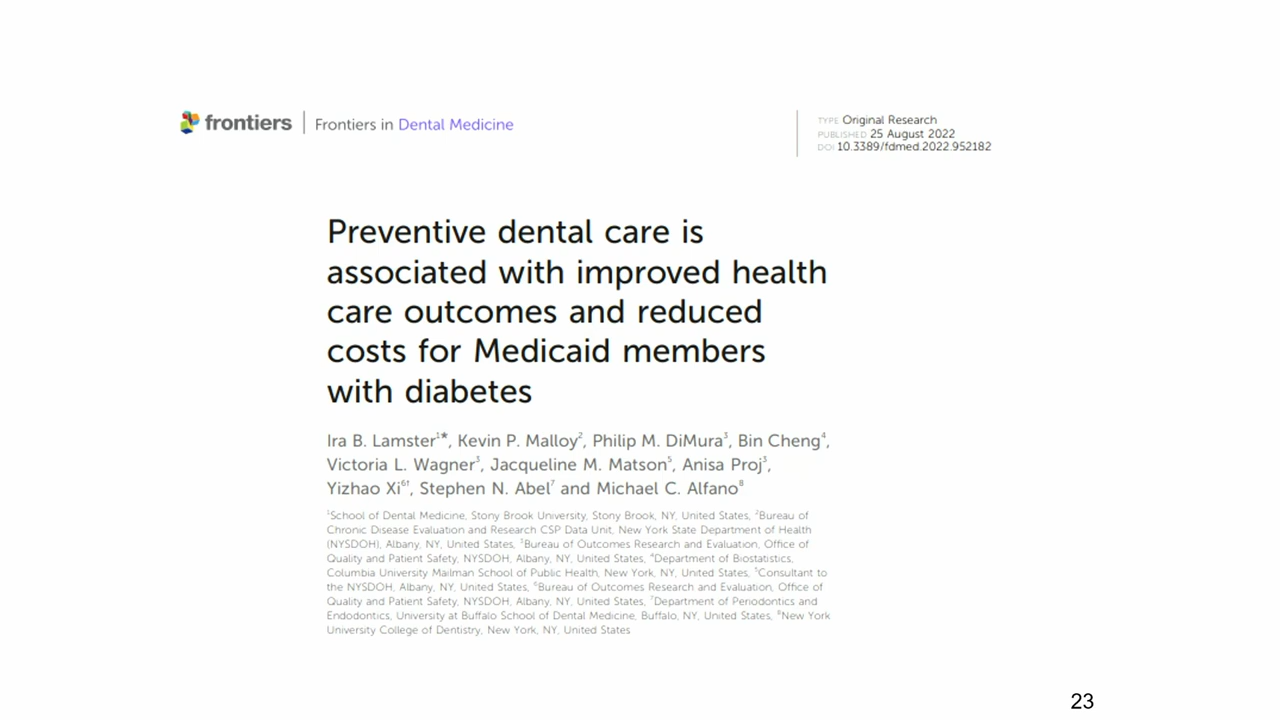 frontiers | Frontiers in Dental Medicine
TYPE Original Research
PUBLISHED 25 August 2022
DOI 10.3389/fdmed.2022.952182
Preventive dental care is
associated with improved health
care outcomes and reduced
costs for Medicaid members
with diabetes
Ira B. Lamster1*, Kevin P. Malloy2, Philip M. DiMura3, Bin Cheng4,
Victoria L. Wagner3, Jacqueline M. Matson5, Anisa Proj3,
Yizhao Xi6†, Stephen N. Abel7 and Michael C. Alfano8
1School of Dental Medicine, Stony Brook University, Stony Brook, NY, United States, 2Bureau of
Chronic Disease Evaluation and Research CSP Data Unit, New York State Department of Health
(NYSDOH), Albany, NY, United States, 3Bureau of Outcomes Research and Evaluation, Office of
Quality and Patient Safety, NYSDOH, Albany, NY, United States, 4Department of Biostatistics,
Columbia University Mailman School of Public Health, New York, NY, United States, 5Consultant to
the NYSDOH, Albany, NY, United States, 6Bureau of Outcomes Research and Evaluation, Office of
Quality and Patient Safety, NYSDOH, Albany, NY, United States, 7Department of Periodontics and
Endodontics, University at Buffalo School of Dental Medicine, Buffalo, NY, United States, 8New York
University College of Dentistry, New York, NY, United States
23